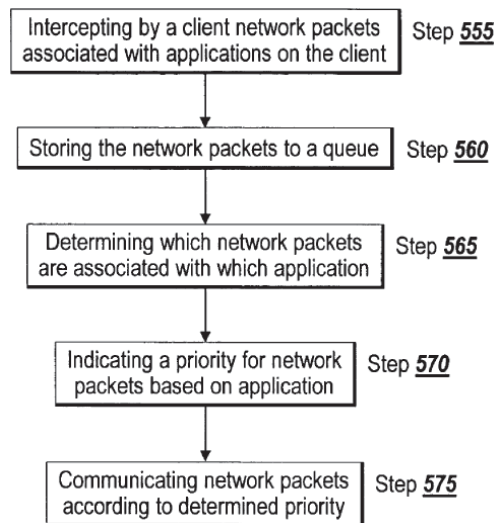 Intercepting by a client network packets
associated with applications on the client
Step 555
Storing the network packets to a queue
Step 560
Determining which network packets
are associated with which application
Step 565
Indicating a priority for network
packets based on application
Step 570
Communicating network packets
according to determined priority
Step 575